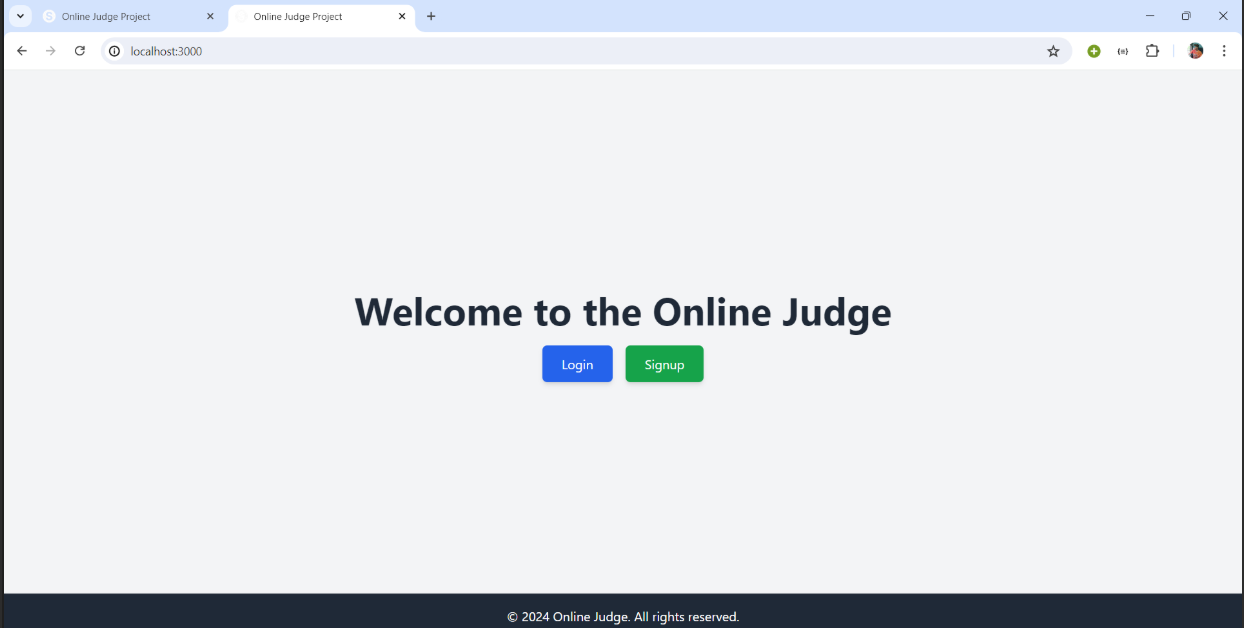 Online Judge Project
Online Judge Project
localhost:3000
Welcome to the Online Judge
Login
Signup
© 2024 Online Judge. All rights reserved.